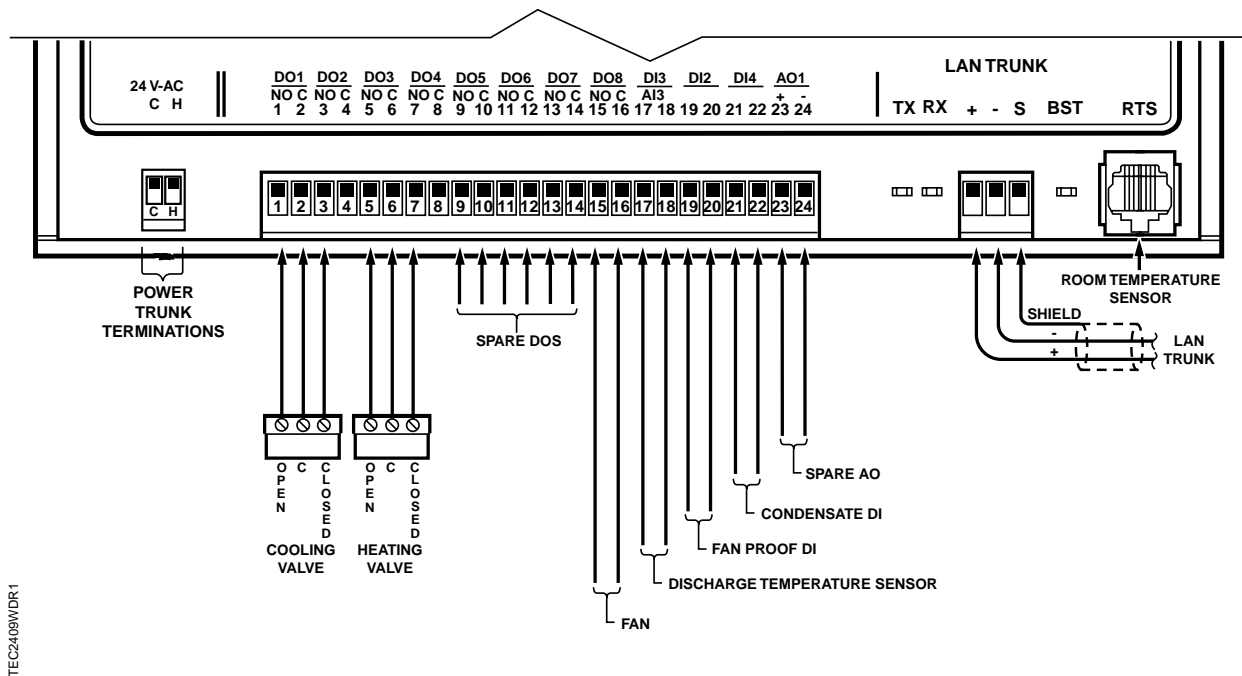 24 V-AC
C H
DO1 DO2 DO3 DO4 DO5 DO6 DO7 DO8 DI3 DI2 DI4 AO1
NO C NO C NO C NO C NO C NO C NO C NO C AI3 + -
1 2 3 4 5 6 7 8 9 10 11 12 13 14 15 16 17 18 19 20 21 22 23 24
LAN TRUNK
TX RX + - S BST RTS
C H
1 2 3 4 5 6 7 8 9 10 11 12 13 14 15 16 17 18 19 20 21 22 23 24
POWER
TRUNK
TERMINATIONS
SPARE DOS
ROOM TEMPERATURE
SENSOR
SHIELD
-
+
LAN
TRUNK
OPEN
C
CLOSED
COOLING
VALVE
OPEN
C
CLOSED
HEATING
VALVE
SPARE AO
CONDENSATE DI
FAN PROOF DI
DISCHARGE TEMPERATURE SENSOR
FAN
TEC2409WDR1